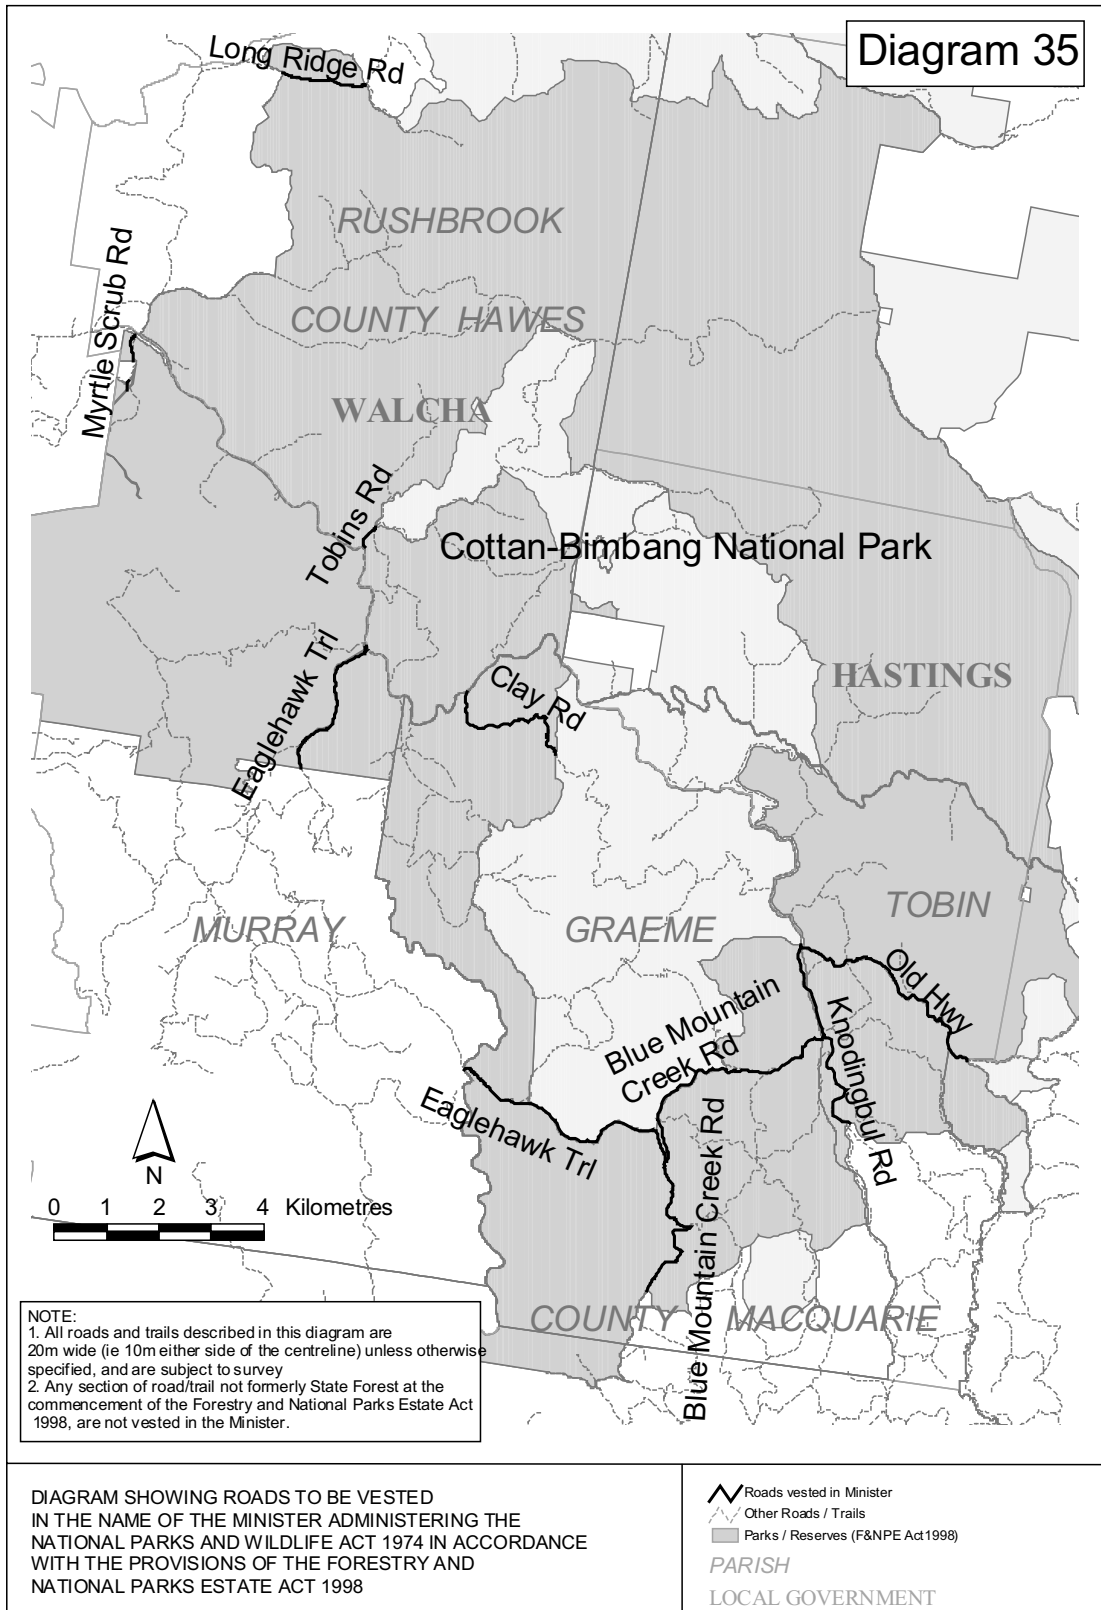 Diagram 35
Long Ridge Rd
RUSHBROOK
Myrtle Scrub Rd
COUNTY HAWES
WALCHA
Tobins Rd
Cottan-Bimbang National Park
Eaglehawk Trl
Clay Rd
HASTINGS
MURRAY
GRAEME
TOBIN
Old Hwy
Blue Mountain
Creek Rd
Knodingbul Rd
Eaglehawk Trl
Blue Mountain Creek Rd
N
0 1 2 3 4 Kilometres
COUNTY MACQUARIE
NOTE:
1. All roads and trails described in this diagram are
20m wide (ie 10m either side of the centreline) unless otherwise
specified, and are subject to survey
2. Any section of road/trail not formerly State Forest at the
commencement of the Forestry and National Parks Estate Act
1998, are not vested in the Minister.
DIAGRAM SHOWING ROADS TO BE VESTED
IN THE NAME OF THE MINISTER ADMINISTERING THE
NATIONAL PARKS AND WILDLIFE ACT 1974 IN ACCORDANCE
WITH THE PROVISIONS OF THE FORESTRY AND
NATIONAL PARKS ESTATE ACT 1998
Roads vested in Minister
Other Roads / Trails
Parks / Reserves (F&NPE Act1998)
PARISH
LOCAL GOVERNMENT